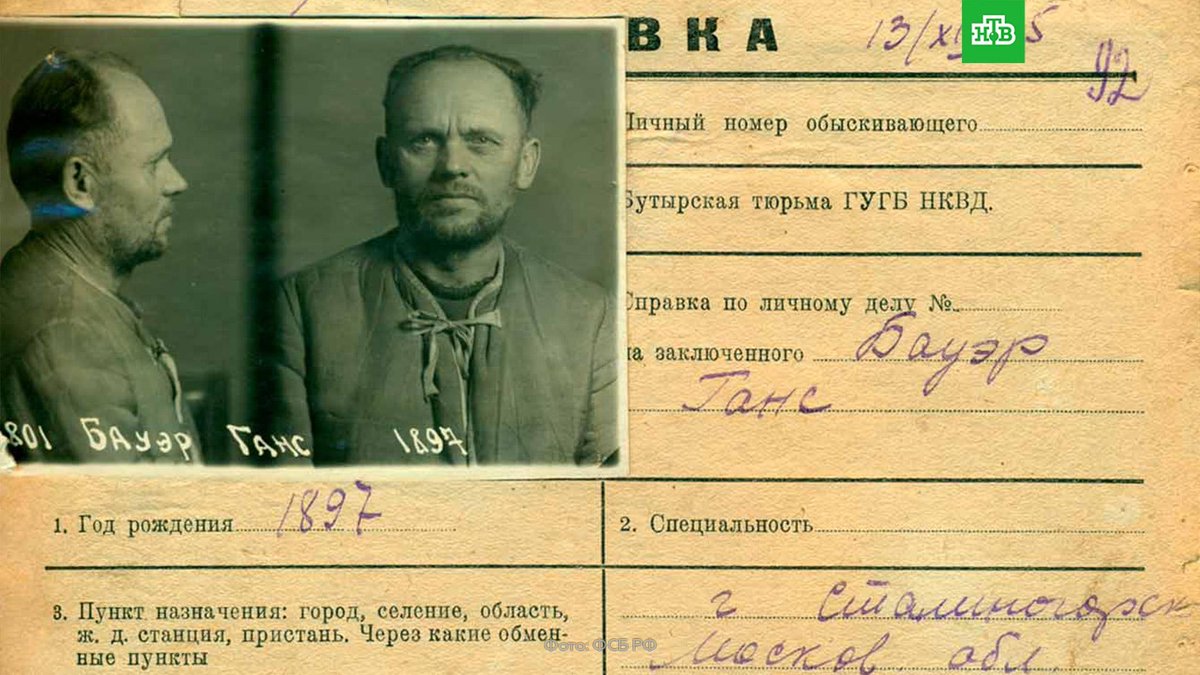 ВКА
13/XI
5
НТВ
92
Личный номер обыскивающего
Бутырская тюрьма ГУГБ НКВД.
Справка по личному делу №
на заключенного Бауэр
Ганс
801 БАУЭР ГАНС 1897
1. Год рождения 1897
2. Специальность
3. Пункт назначения: город, селение, область,
ж. д. станция, пристань. Через какие обмен-
ные пункты
г Сталиногорск
Москов. обл.
Фото: ФСБ РФ